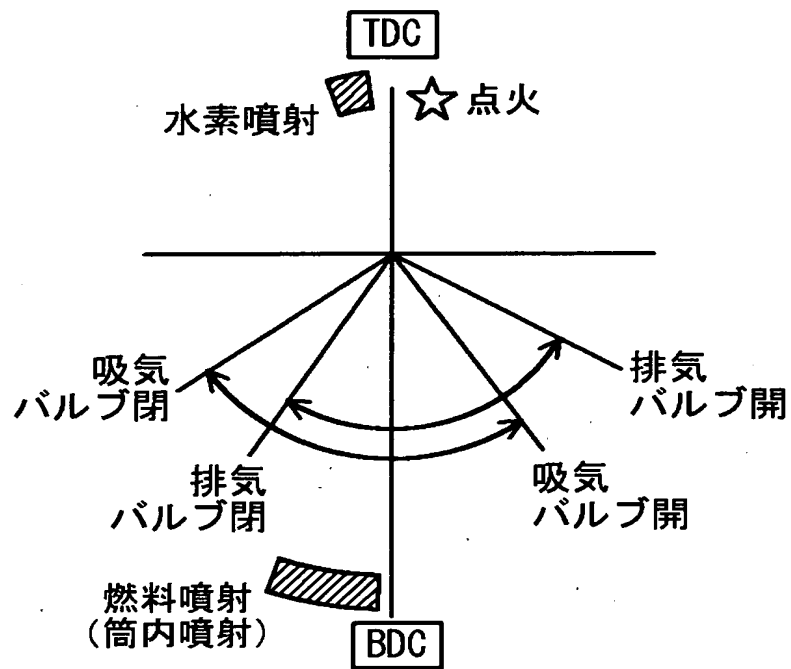 TDC
水素噴射
点火
吸気
バルブ閉
排気
バルブ開
排気
バルブ閉
吸気
バルブ開
燃料噴射
(筒内噴射)
BDC